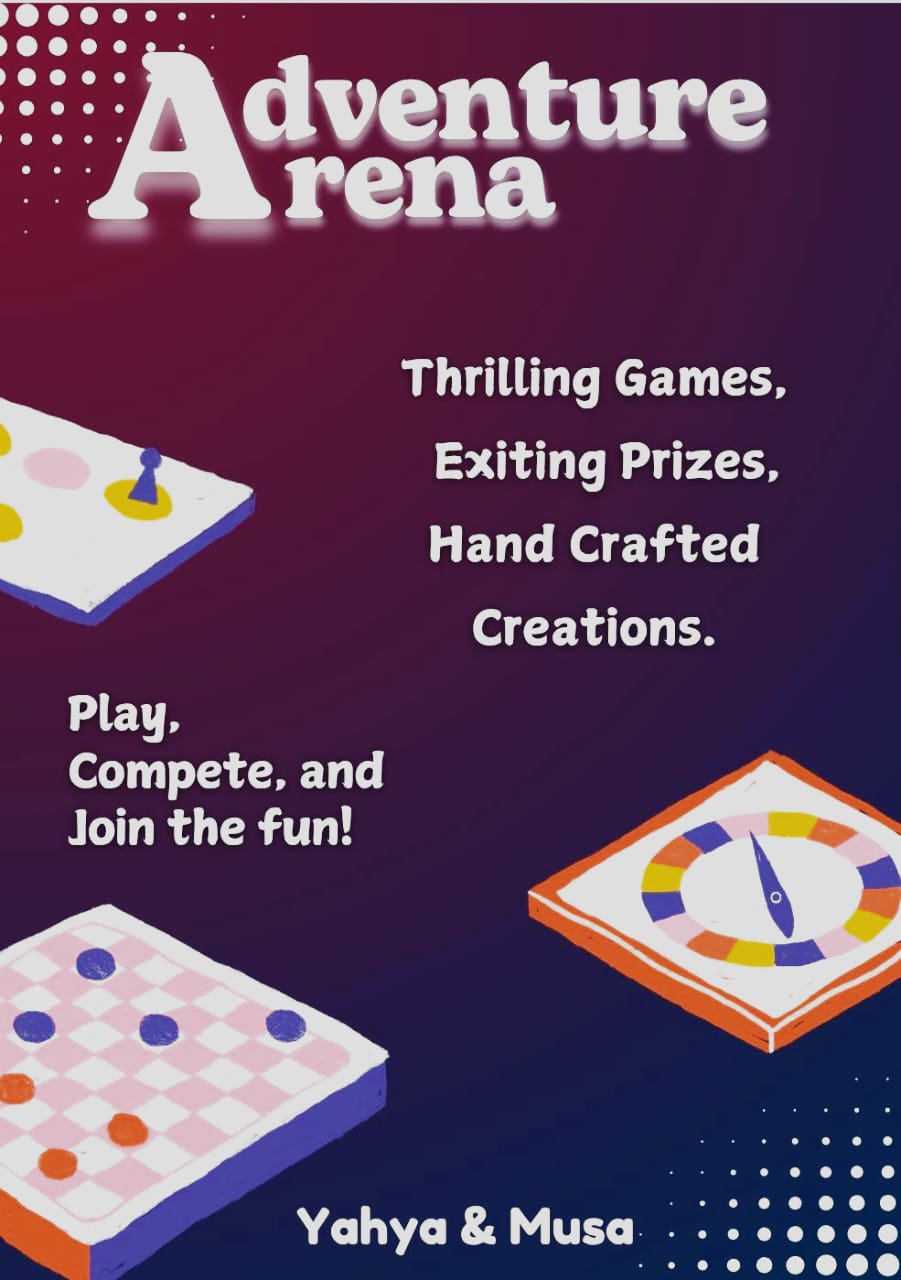 Adventure
Arena
Thrilling Games,
Exiting Prizes,
Hand Crafted
Creations.
Play,
Compete, and
Join the fun!
Yahya & Musa